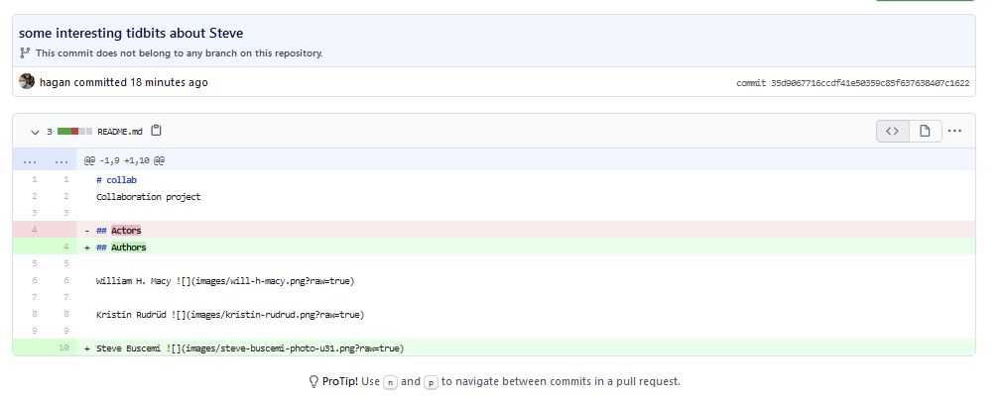 some interesting tidbits about Steve
This commit does not belong to any branch on this repository.
hagan committed 18 minutes ago
commit 35d9067716ccdf41e50359c85f637638407c1622
3 README.md
... ... @@ -1,9 +1,10 @@
1 1 # collab
2 2 Collaboration project
3 3
4 - ## Actors
4 + ## Authors
5 5
6 6 William H. Macy ![](images/will-h-macy.png?raw=true)
7 7
8 8 Kristin Rudrüd ![](images/kristin-rudrud.png?raw=true)
9 9
10 + Steve Buscemi ![](images/steve-buscemi-photo-u31.png?raw=true)
ProTip! Use n and p to navigate between commits in a pull request.